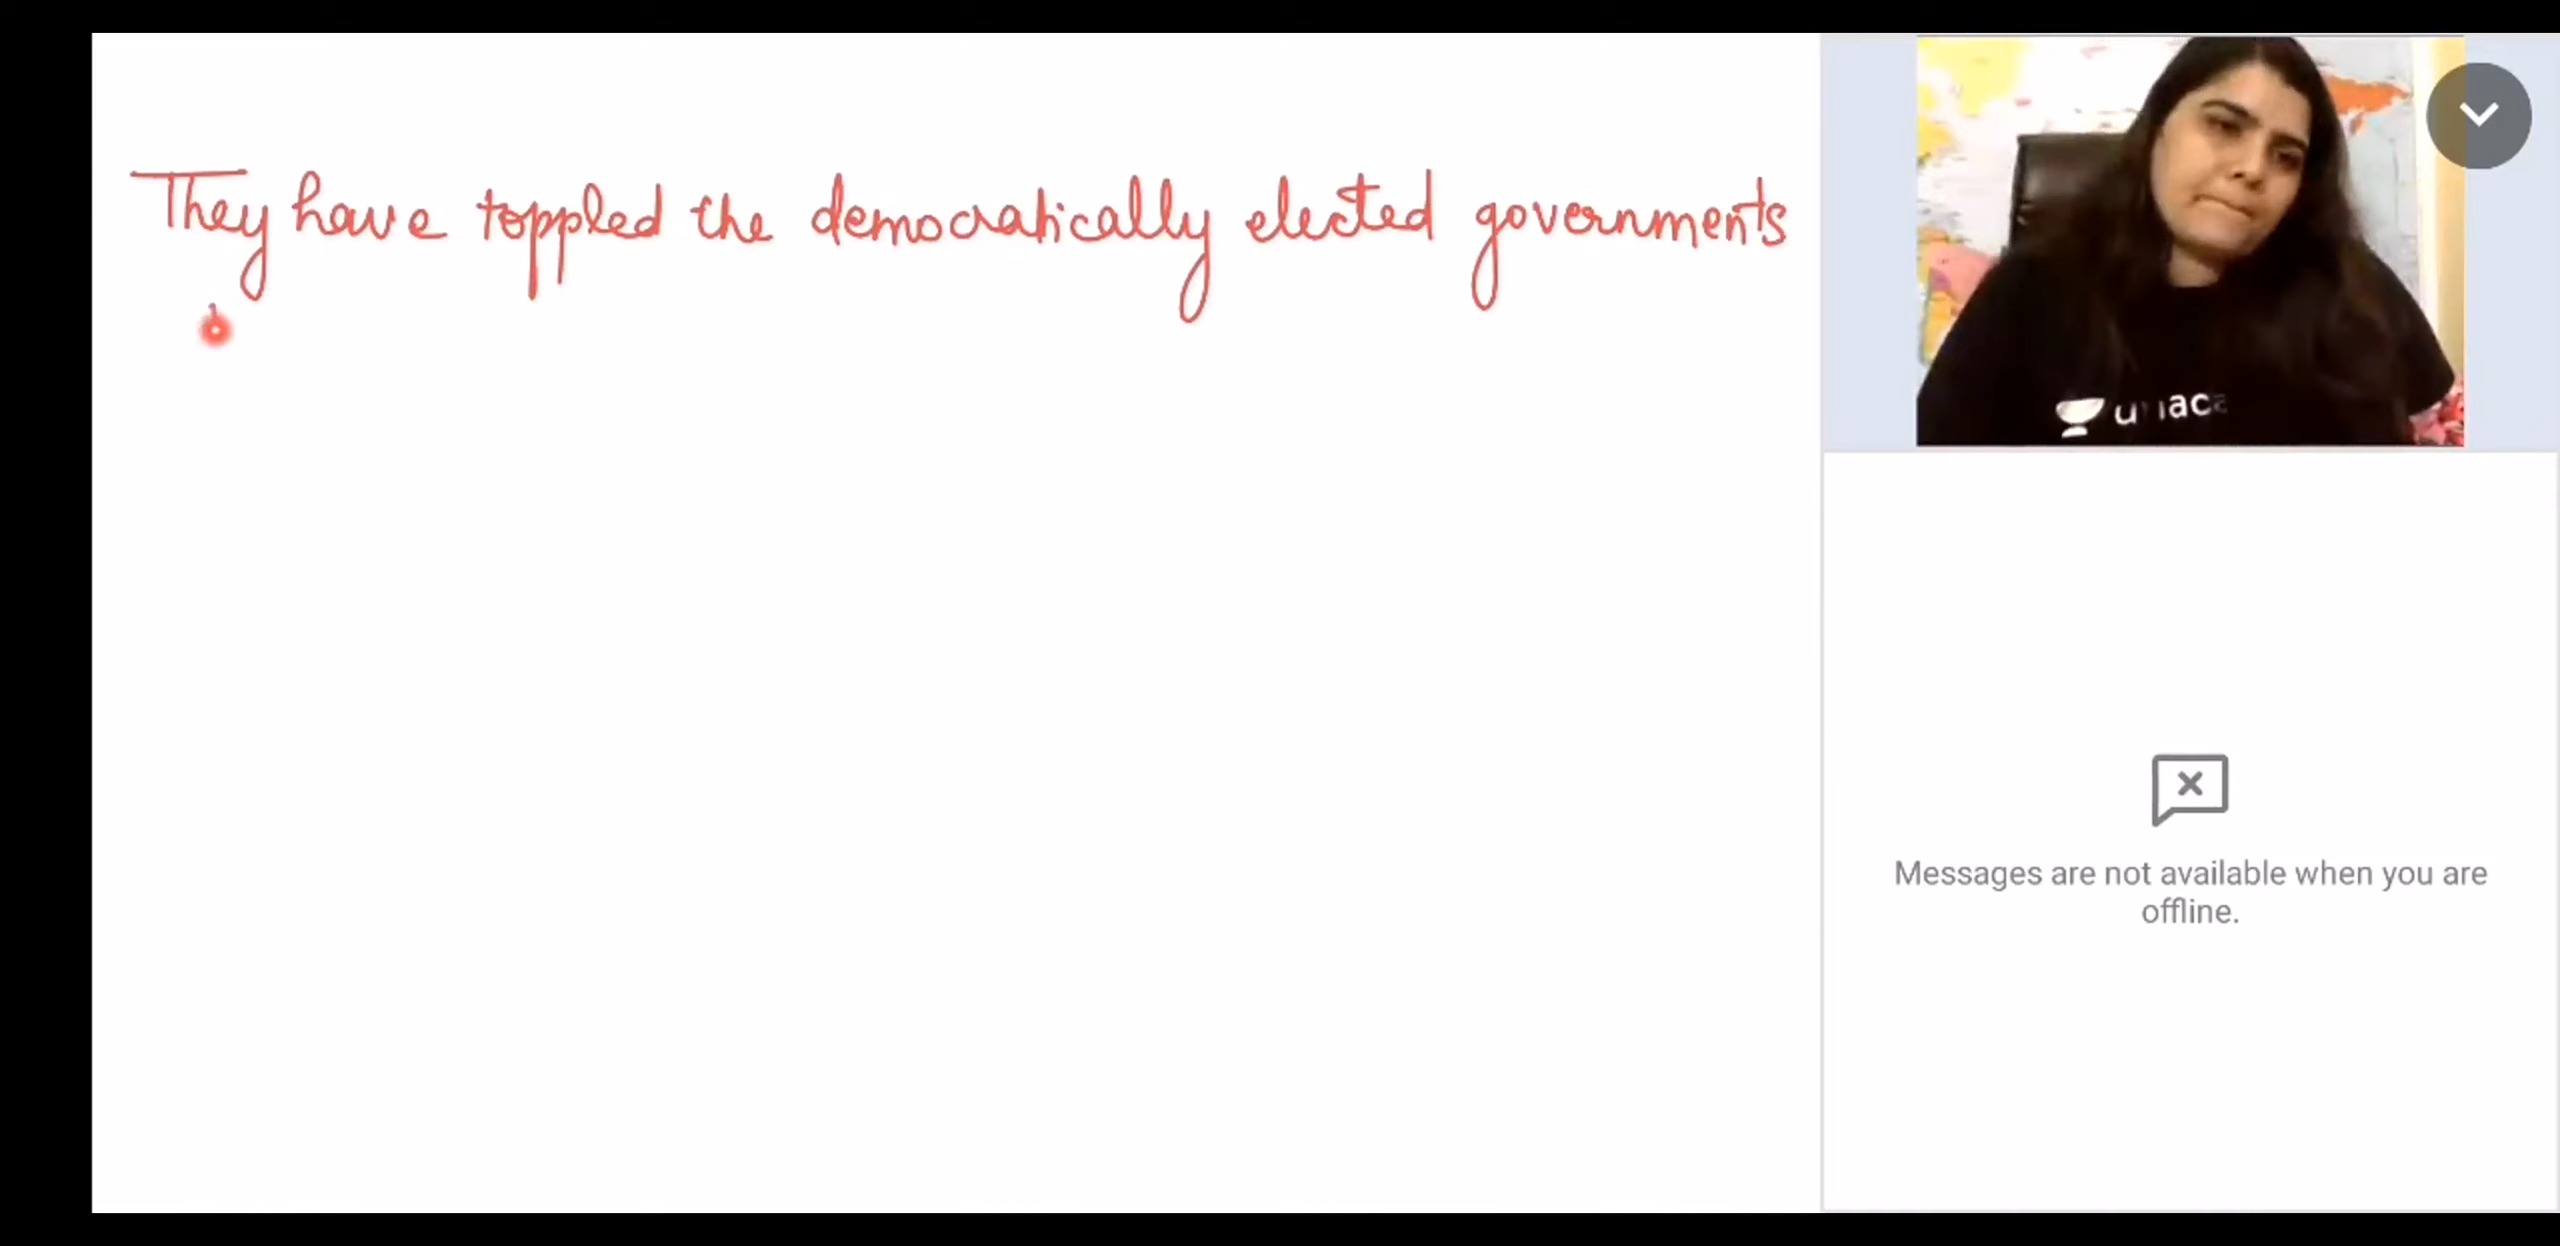 They have toppled the democratically elected governments
Messages are not available when you are
offline.